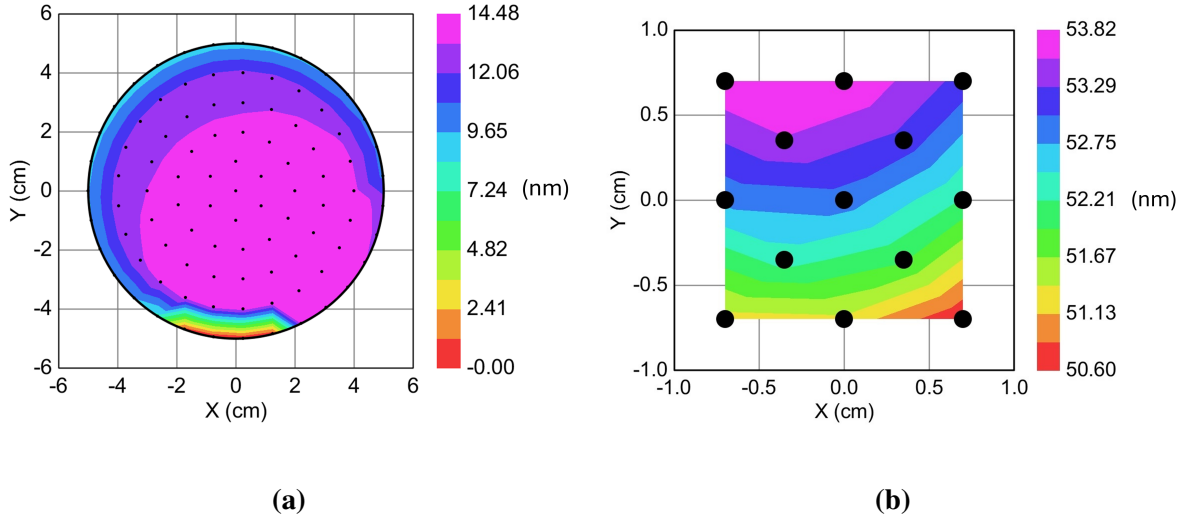 6
4
2
0
-2
-4
-6
Y (cm)
-6 -4 -2 0 2 4 6
X (cm)
14.48
12.06
9.65
7.24 (nm)
4.82
2.41
-0.00
(a)
1.0
0.5
0.0
-0.5
-1.0
Y (cm)
-1.0 -0.5 0.0 0.5 1.0
X (cm)
53.82
53.29
52.75
52.21 (nm)
51.67
51.13
50.60
(b)